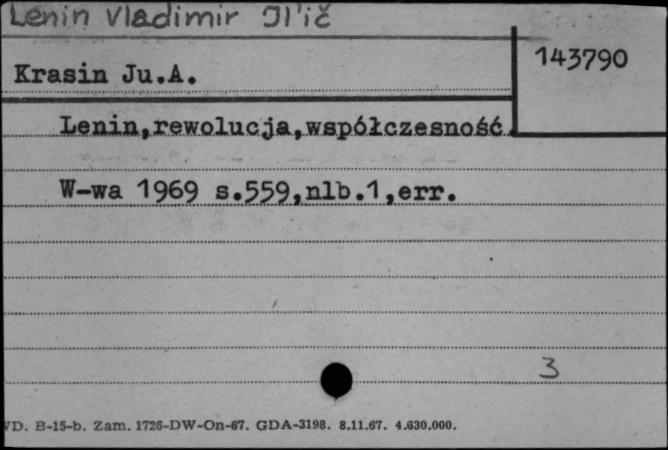 Lenin Vladimir Il'ič
143790
Krasin Ju.A.
Lenin,rewolucja,współczesność.
W-wa 1969 s.559,nlb.1,err.
3
VD. B-15-b. Zam. 1726-DW-On-67. GDA-3198. 8.11.67. 4.630.000.